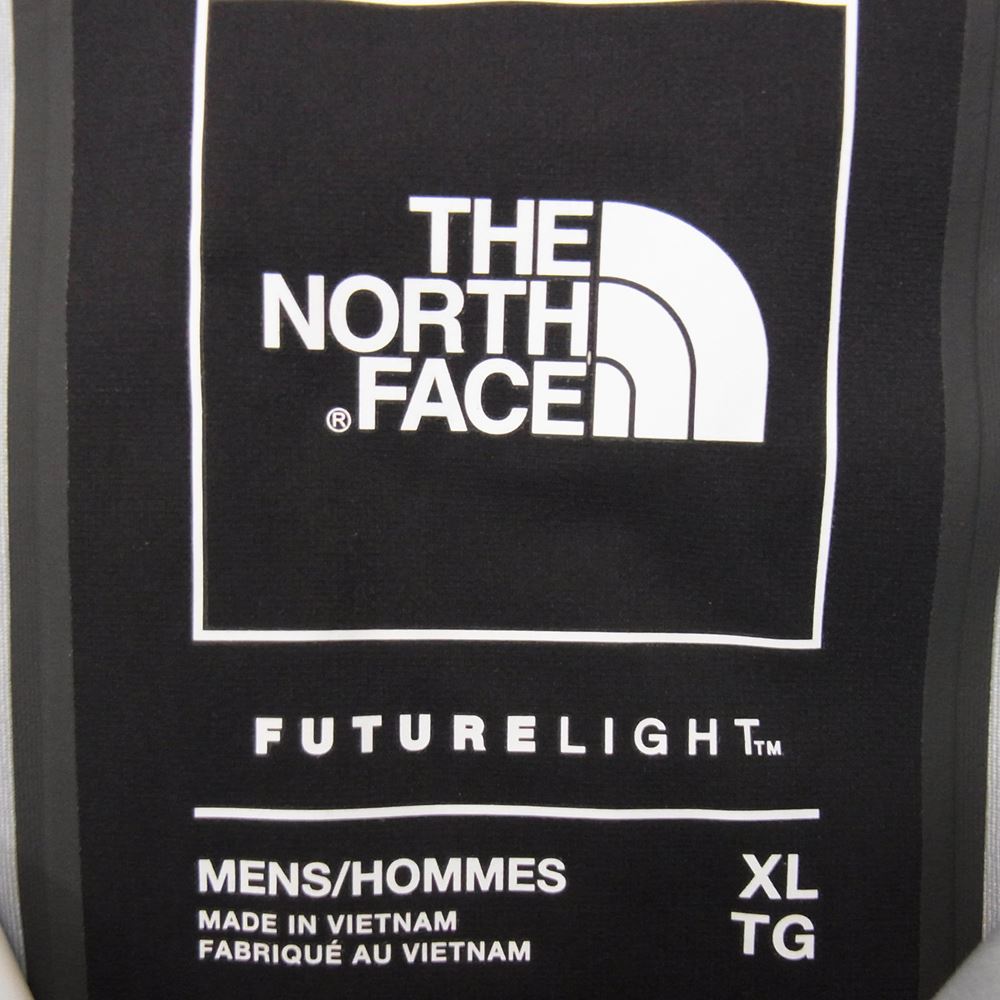 THE
NORTH
® FACE
FUTURELIGHT™
MENS/HOMMES XL
MADE IN VIETNAM TG
FABRIQUÉ AU VIETNAM